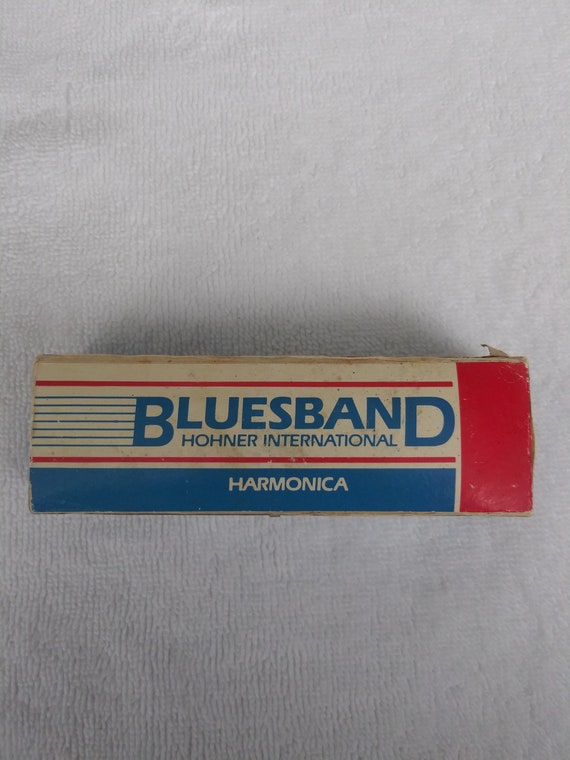 BLUESBAND
HOHNER INTERNATIONAL
HARMONICA